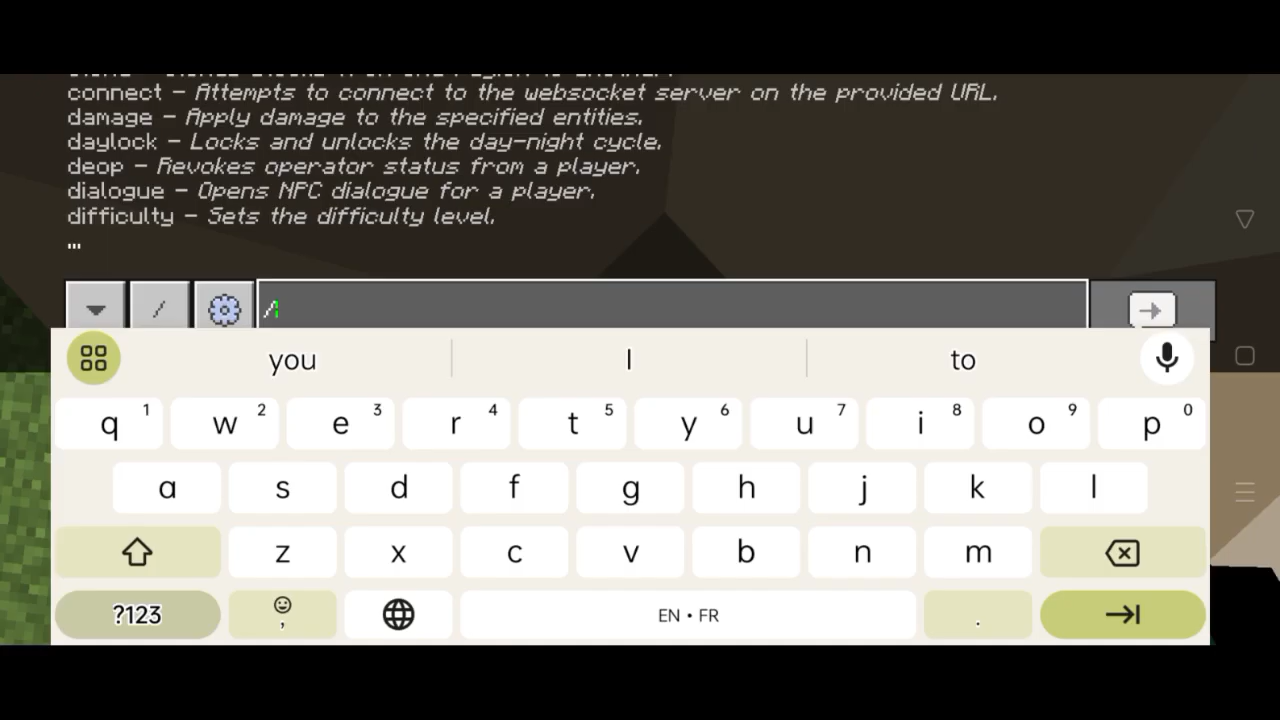 connect – Attempts to connect to the websocket server on the provided URL.
damage – Apply damage to the specified entities.
daylock – Locks and unlocks the day-night cycle.
deop – Revokes operator status from a player.
dialogue – Opens NPC dialogue for a player.
difficulty – Sets the difficulty level.
...
/ /
you I to
q 1 w 2 e 3 r 4 t 5 y 6 u 7 i 8 o 9 p 0
a s d f g h j k l
z x c v b n m
?123 , EN • FR .